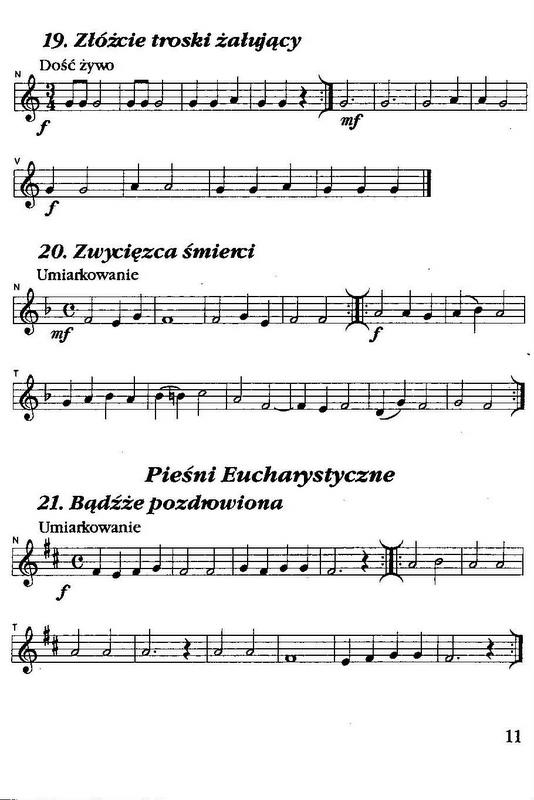 19. Złóżcie troski żałujący
Dość żywo
N
3
4
f
mf
V
f
20. Zwycięzca śmierci
Umiarkowanie
N
mf
f
T
Pieśni Eucharystyczne
21. Bądźże pozdrowiona
Umiarkowanie
N
f
T
11